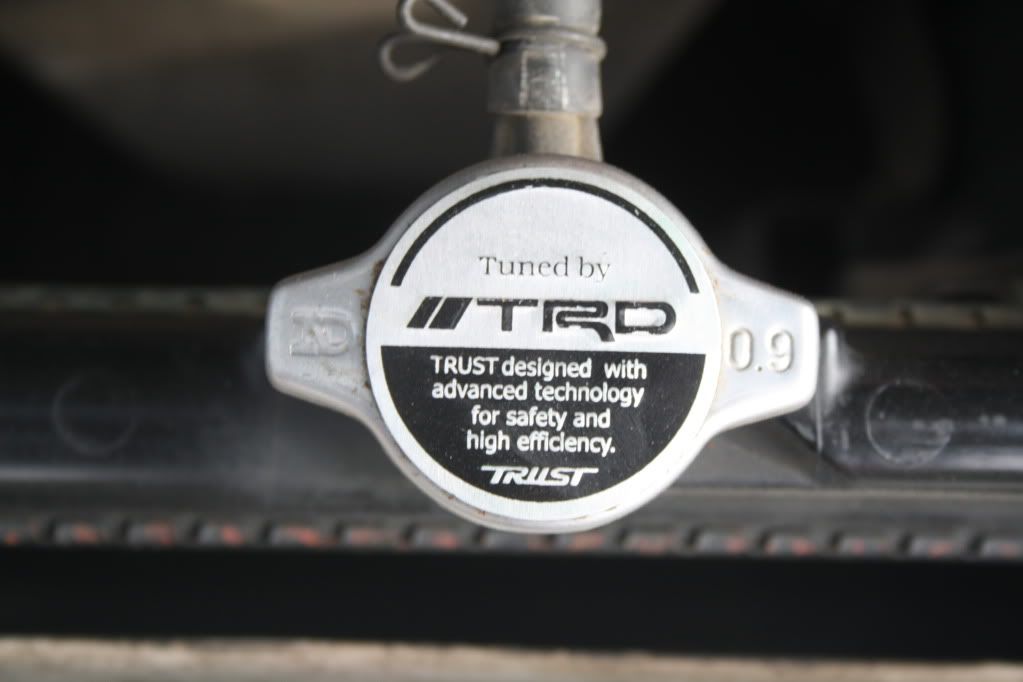 Tuned by
TRD
0.9
TRUST designed with
advanced technology
for safety and
high efficiency.
TRUST